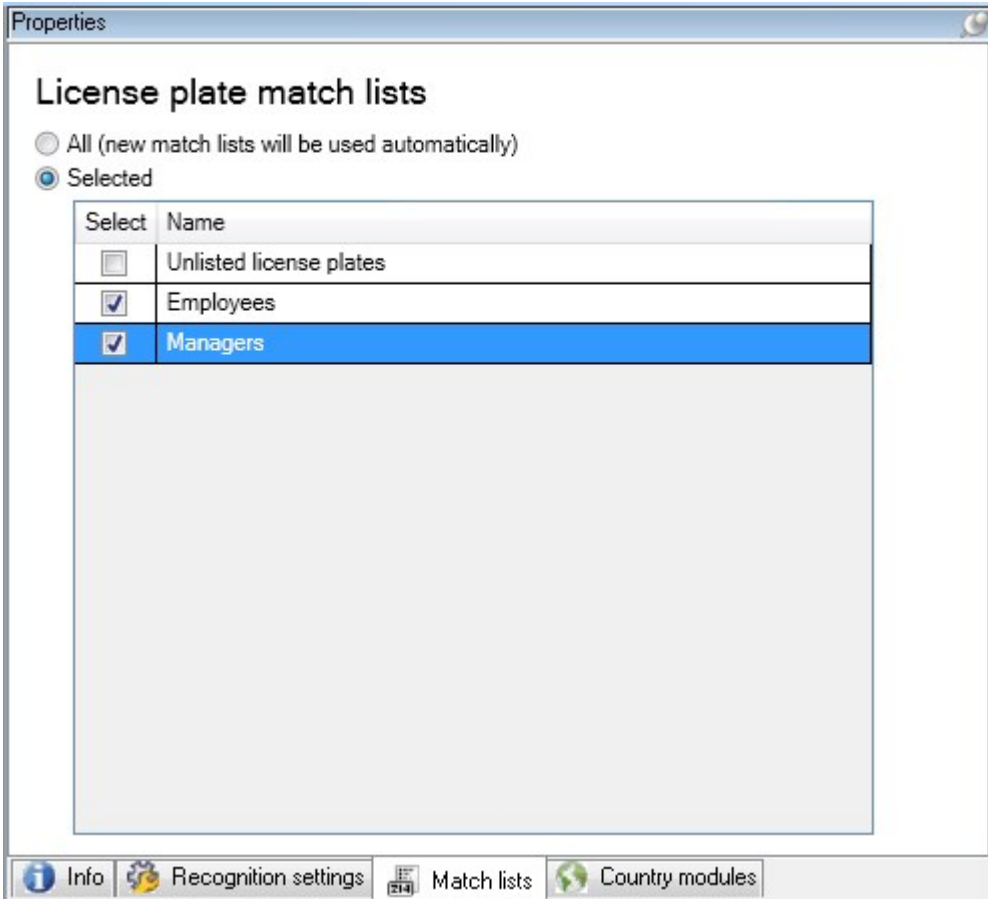 Properties
License plate match lists
All (new match lists will be used automatically)
Selected
Select Name
Unlisted license plates
Employees
Managers
Info Recognition settings Match lists Country modules